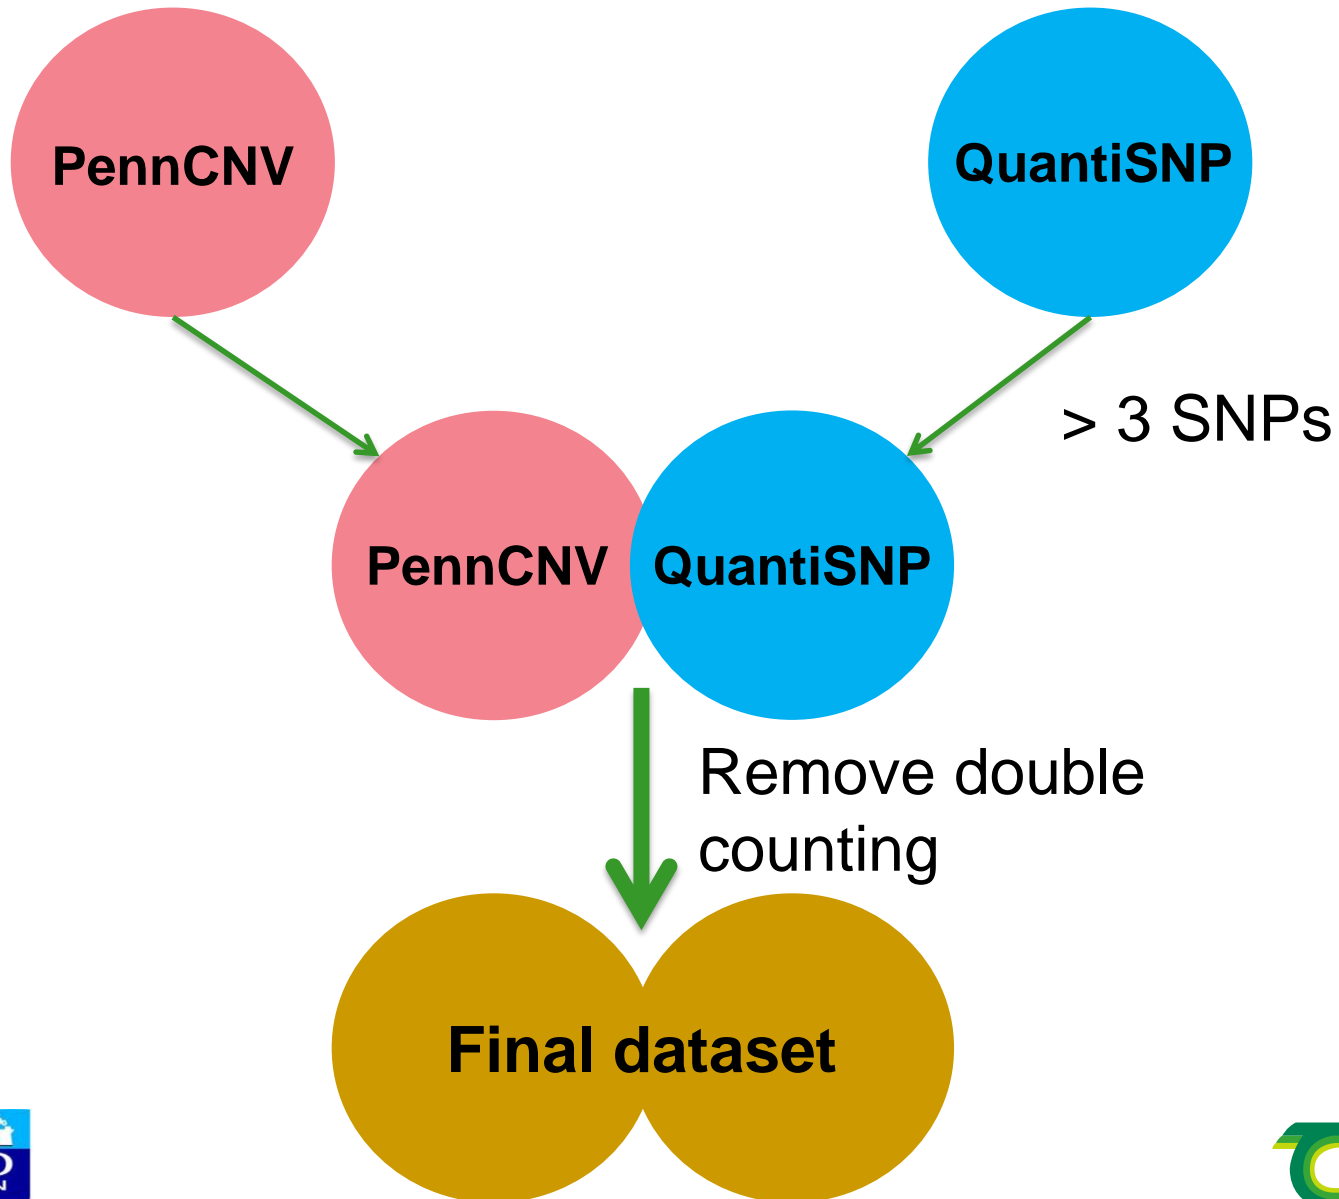 PennCNV
QuantiSNP
> 3 SNPs
PennCNV
QuantiSNP
Remove double
counting
Final dataset